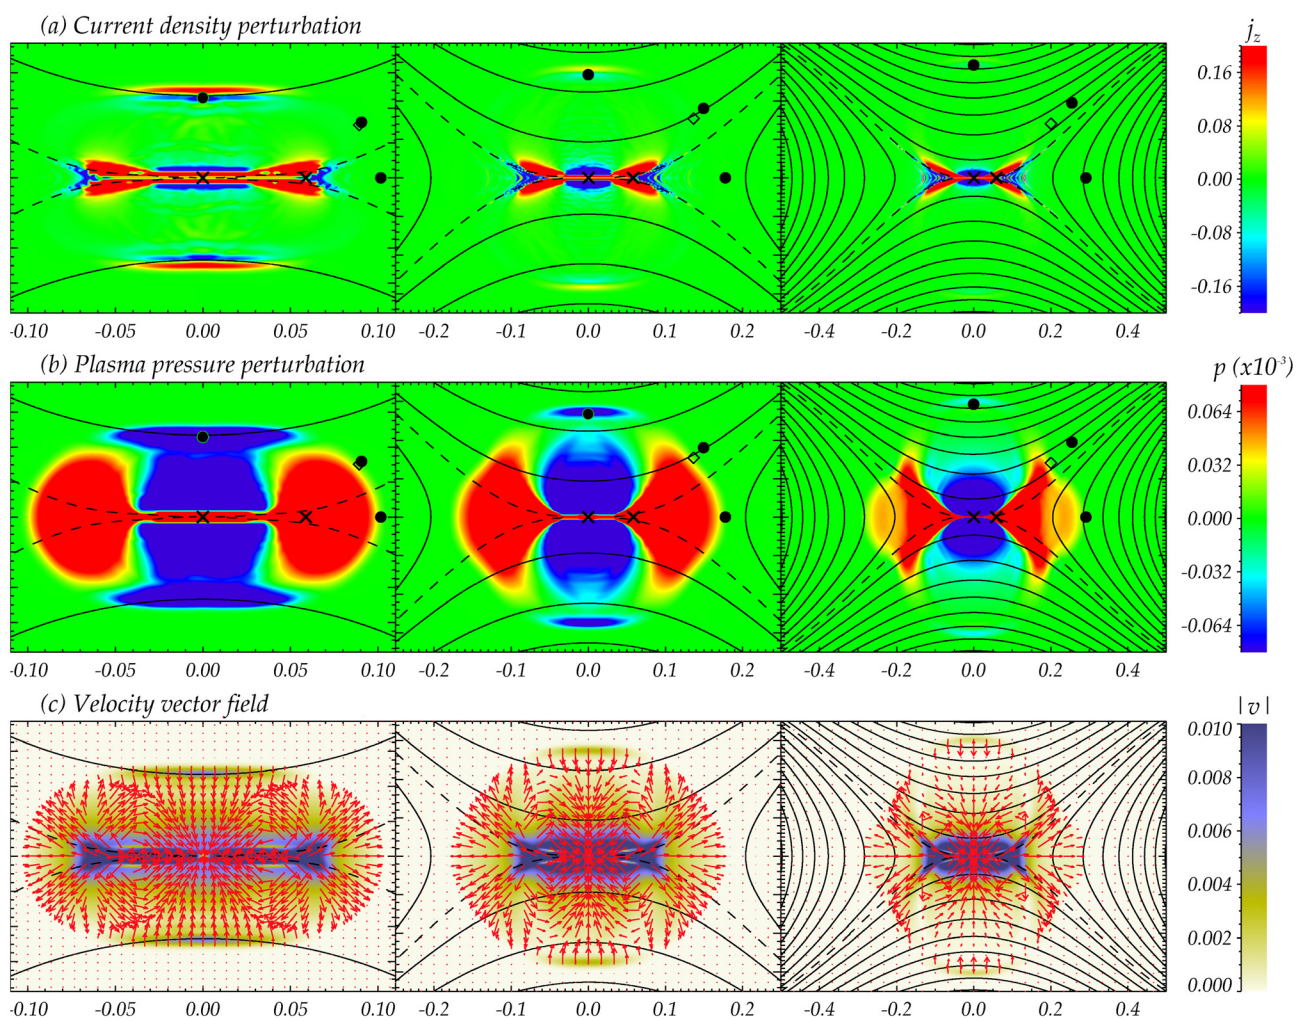 (a) Current density perturbation
j_z
0.16
0.08
0.00
-0.08
-0.16
-0.10 -0.05 0.00 0.05 0.10 -0.2 -0.1 0.0 0.1 0.2 -0.4 -0.2 0.0 0.2 0.4
(b) Plasma pressure perturbation
p (x10⁻³)
0.064
0.032
0.000
-0.032
-0.064
-0.10 -0.05 0.00 0.05 0.10 -0.2 -0.1 0.0 0.1 0.2 -0.4 -0.2 0.0 0.2 0.4
(c) Velocity vector field
|v|
0.010
0.008
0.006
0.004
0.002
0.000
-0.10 -0.05 0.00 0.05 0.10 -0.2 -0.1 0.0 0.1 0.2 -0.4 -0.2 0.0 0.2 0.4